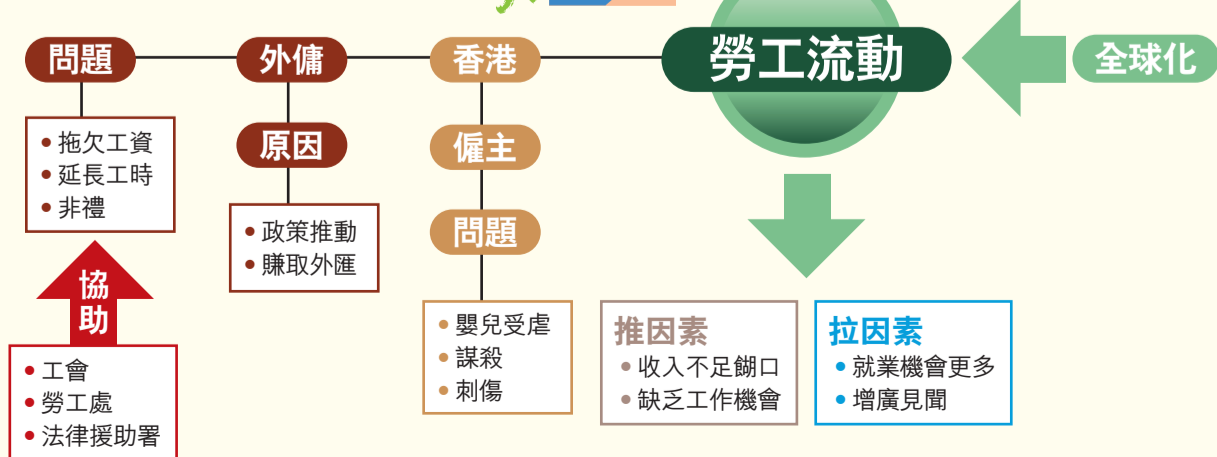 問題
外傭
香港
勞工流動
全球化
• 拖欠工資
• 延長工時
• 非禮
原因
• 政策推動
• 賺取外匯
僱主
問題
• 嬰兒受虐
• 謀殺
• 刺傷
推因素
• 收入不足餬口
• 缺乏工作機會
拉因素
• 就業機會更多
• 增廣見聞
協助
• 工會
• 勞工處
• 法律援助署